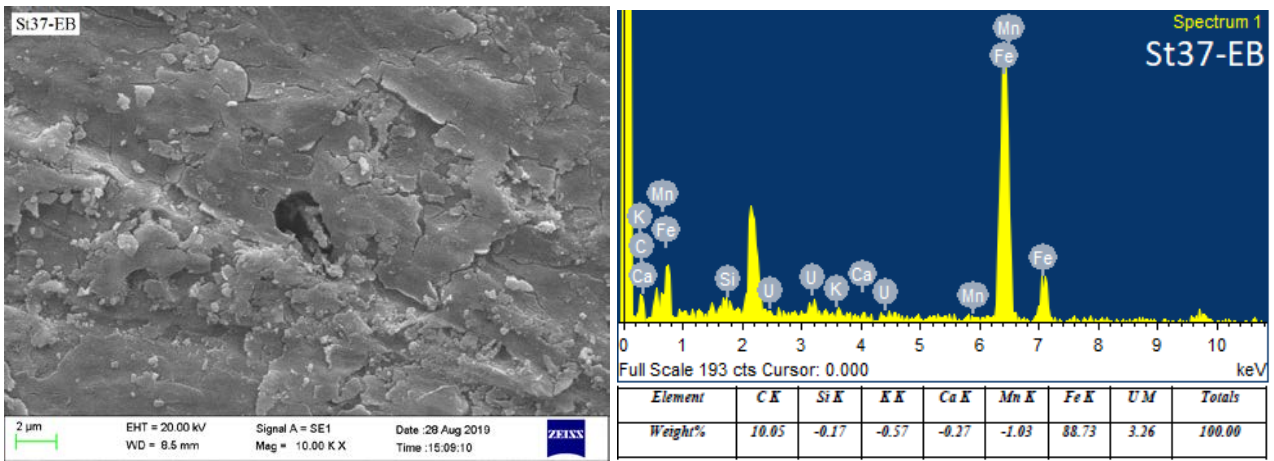 St37-EB
2 µm
EHT = 20.00 kV
WD = 8.5 mm
Signal A = SE1
Mag = 10.00 K X
Date :28 Aug 2019
Time :15:09:10
ZEISS
Spectrum 1
St37-EB
Mn
Fe
K
C
Ca
Mn
Fe
Si
U
U
K
Ca
U
Mn
Fe
0 1 2 3 4 5 6 7 8 9 10
Full Scale 193 cts Cursor: 0.000 keV
Element C K Si K K K Ca K Mn K Fe K U M Totals
Weight% 10.05 -0.17 -0.57 -0.27 -1.03 88.73 3.26 100.00